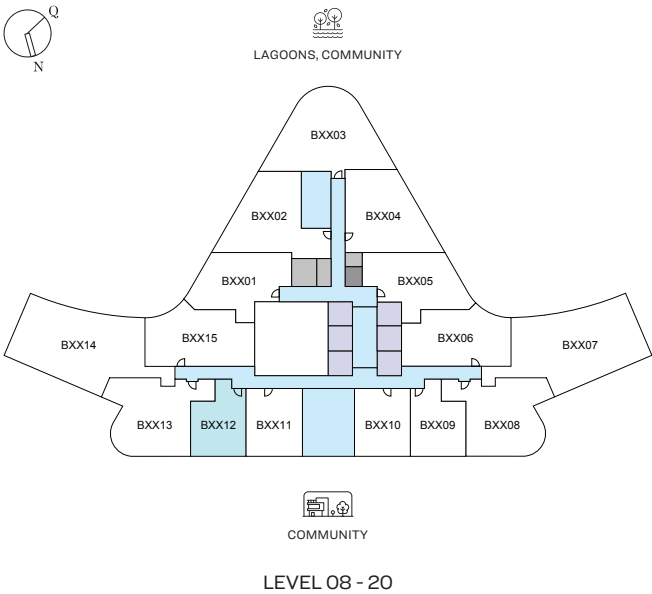 Q
N
LAGOONS, COMMUNITY
BXX03
BXX02
BXX04
BXX01
BXX05
BXX14
BXX15
BXX06
BXX07
BXX13
BXX12
BXX11
BXX10
BXX09
BXX08
COMMUNITY
LEVEL 08 - 20